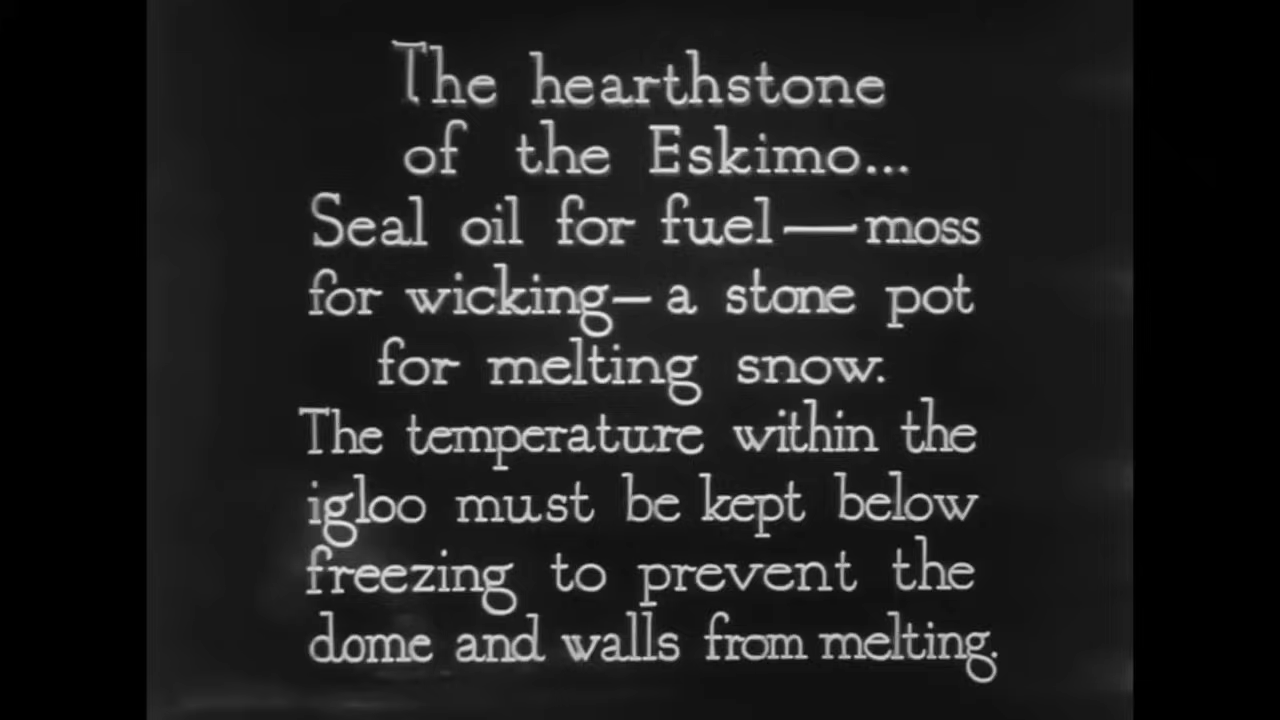 The hearthstone
of the Eskimo...
Seal oil for fuel—moss
for wicking—a stone pot
for melting snow.
The temperature within the
igloo must be kept below
freezing to prevent the
dome and walls from melting.